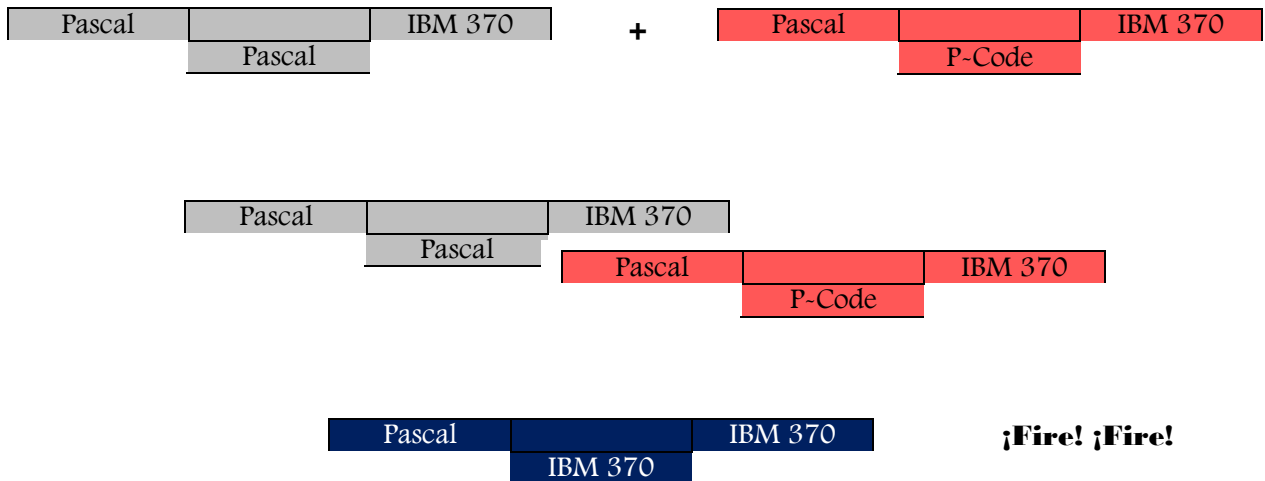 Pascal IBM 370 + Pascal IBM 370
Pascal P-Code
Pascal IBM 370
Pascal
Pascal IBM 370
P-Code
Pascal IBM 370 ¡Fire! ¡Fire!
IBM 370